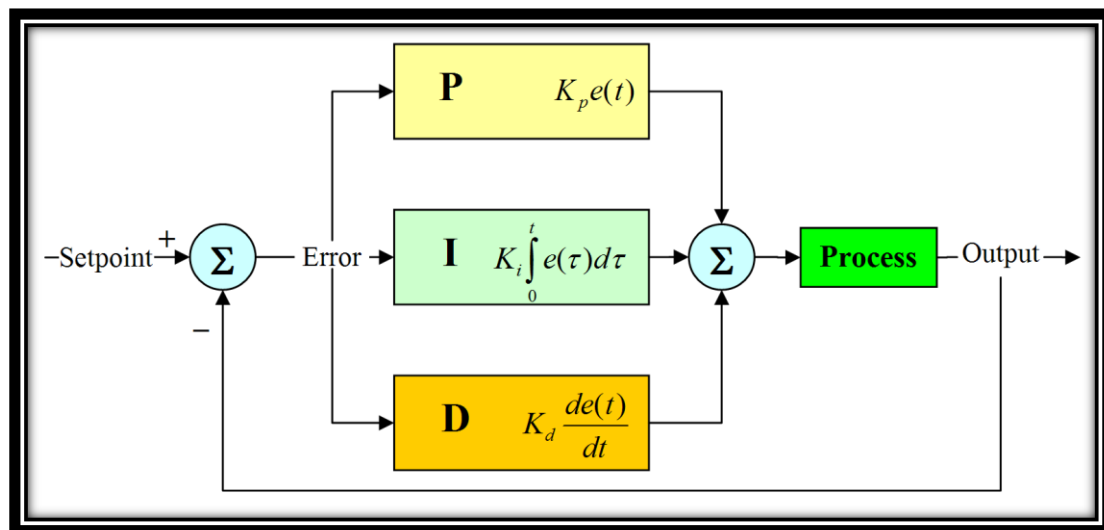 P K_p e(t)
+
Setpoint Σ Error I K_i ∫_0^t e(τ)dτ Σ Process Output
−
D K_d de(t)/dt